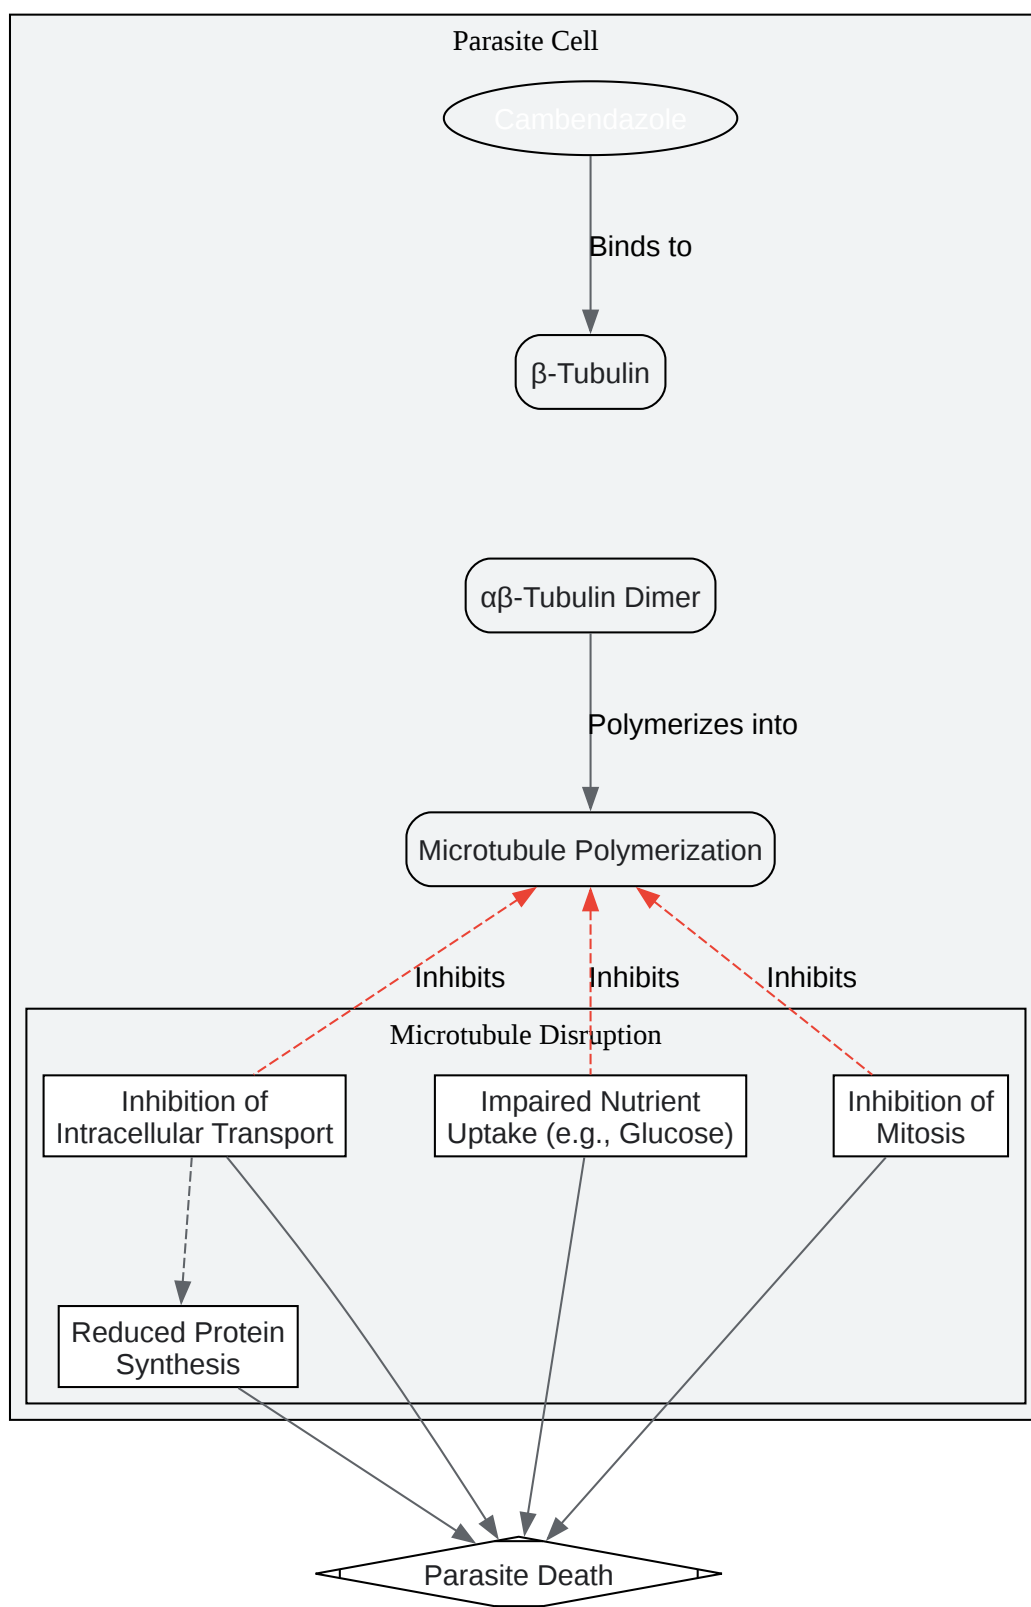 Parasite Cell
Cambendazole
Binds to
β-Tubulin
αβ-Tubulin Dimer
Polymerizes into
Microtubule Polymerization
Inhibits
Inhibits
Inhibits
Microtubule Disruption
Inhibition of
Intracellular Transport
Impaired Nutrient
Uptake (e.g., Glucose)
Inhibition of
Mitosis
Reduced Protein
Synthesis
Parasite Death